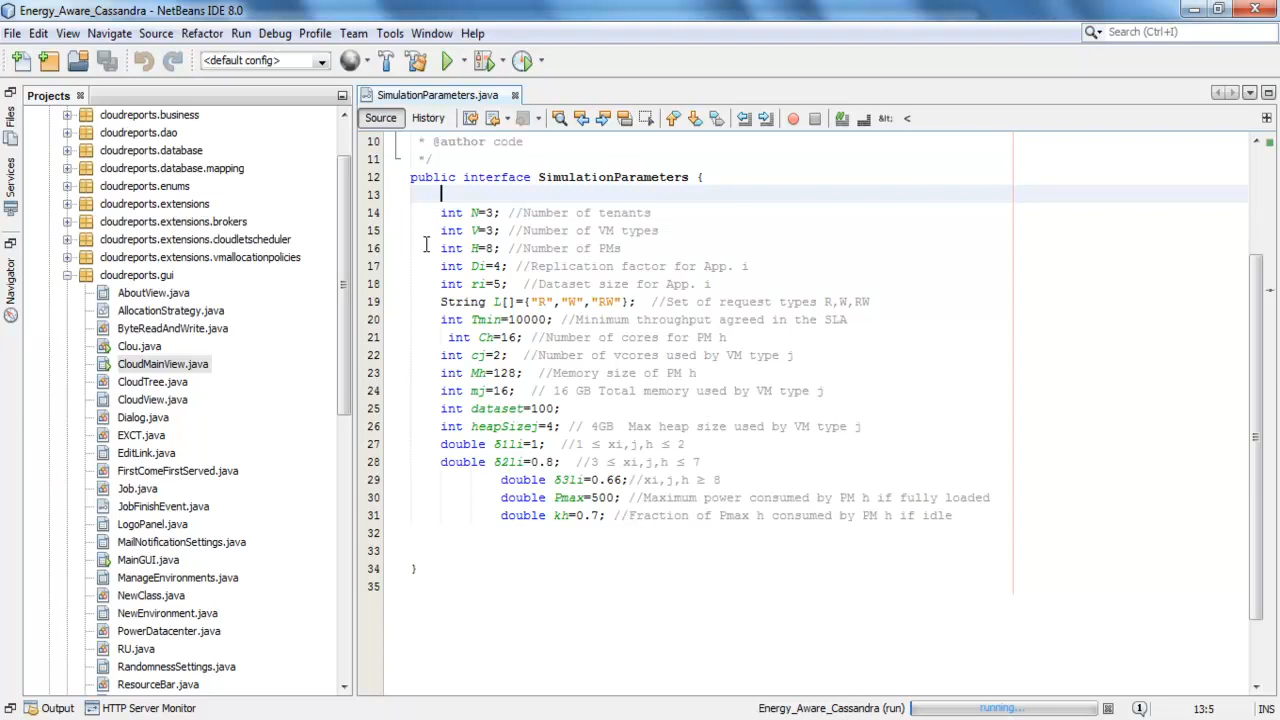 Energy_Aware_Cassandra - NetBeans IDE 8.0
File Edit View Navigate Source Refactor Run Debug Profile Team Tools Window Help
Search (Ctrl+I)
<default config>
Projects
SimulationParameters.java
Source History
Files
Services
Navigator
cloudreports.business
cloudreports.dao
cloudreports.database
cloudreports.database.mapping
cloudreports.enums
cloudreports.extensions
cloudreports.extensions.brokers
cloudreports.extensions.cloudletscheduler
cloudreports.extensions.vmallocationpolicies
cloudreports.gui
AboutView.java
AllocationStrategy.java
ByteReadAndWrite.java
Clou.java
CloudMainView.java
CloudTree.java
CloudView.java
Dialog.java
EXCT.java
EditLink.java
FirstComeFirstServed.java
Job.java
JobFinishEvent.java
LogoPanel.java
MailNotificationSettings.java
MainGUI.java
ManageEnvironments.java
NewClass.java
NewEnvironment.java
PowerDatacenter.java
RU.java
RandomnessSettings.java
ResourceBar.java
10 * @author code
11 */
12 public interface SimulationParameters {
13
14 int N=3; //Number of tenants
15 int V=3; //Number of VM types
16 int H=8; //Number of PMs
17 int Di=4; //Replication factor for App. i
18 int ri=5; //Dataset size for App. i
19 String L[]={"R","W","RW"}; //Set of request types R,W,RW
20 int Tmin=10000; //Minimum throughput agreed in the SLA
21 int Ch=16; //Number of cores for PM h
22 int cj=2; //Number of vcores used by VM type j
23 int Mh=128; //Memory size of PM h
24 int mj=16; // 16 GB Total memory used by VM type j
25 int dataset=100;
26 int heapSizej=4; // 4GB Max heap size used by VM type j
27 double δ1li=1; //1 ≤ xi,j,h ≤ 2
28 double δ2li=0.8; //3 ≤ xi,j,h ≤ 7
29 double δ3li=0.66;//xi,j,h ≥ 8
30 double Pmax=500; //Maximum power consumed by PM h if fully loaded
31 double kh=0.7; //Fraction of Pmax h consumed by PM h if idle
32
33
34 }
35
Output HTTP Server Monitor
Energy_Aware_Cassandra (run) running... 13:5 INS